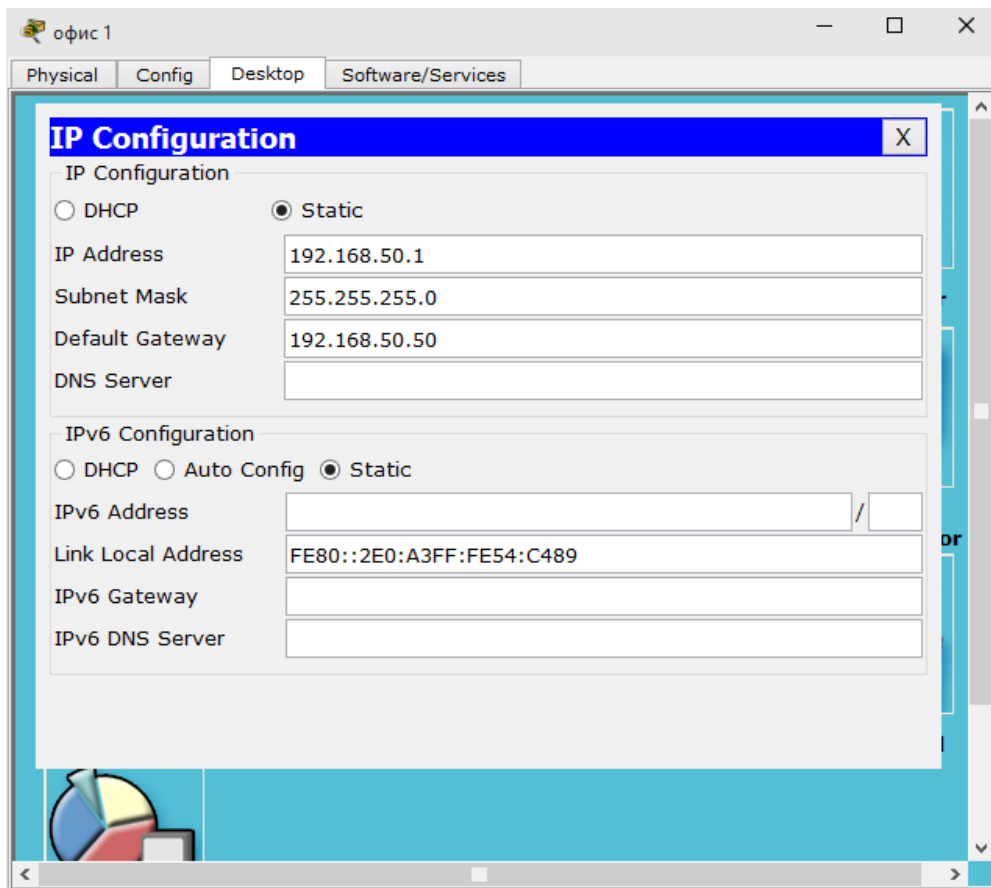 офис 1
Physical Config Desktop Software/Services
IP Configuration X
IP Configuration
DHCP Static
IP Address 192.168.50.1
Subnet Mask 255.255.255.0
Default Gateway 192.168.50.50
DNS Server
IPv6 Configuration
DHCP Auto Config Static
IPv6 Address /
Link Local Address FE80::2E0:A3FF:FE54:C489
IPv6 Gateway
IPv6 DNS Server